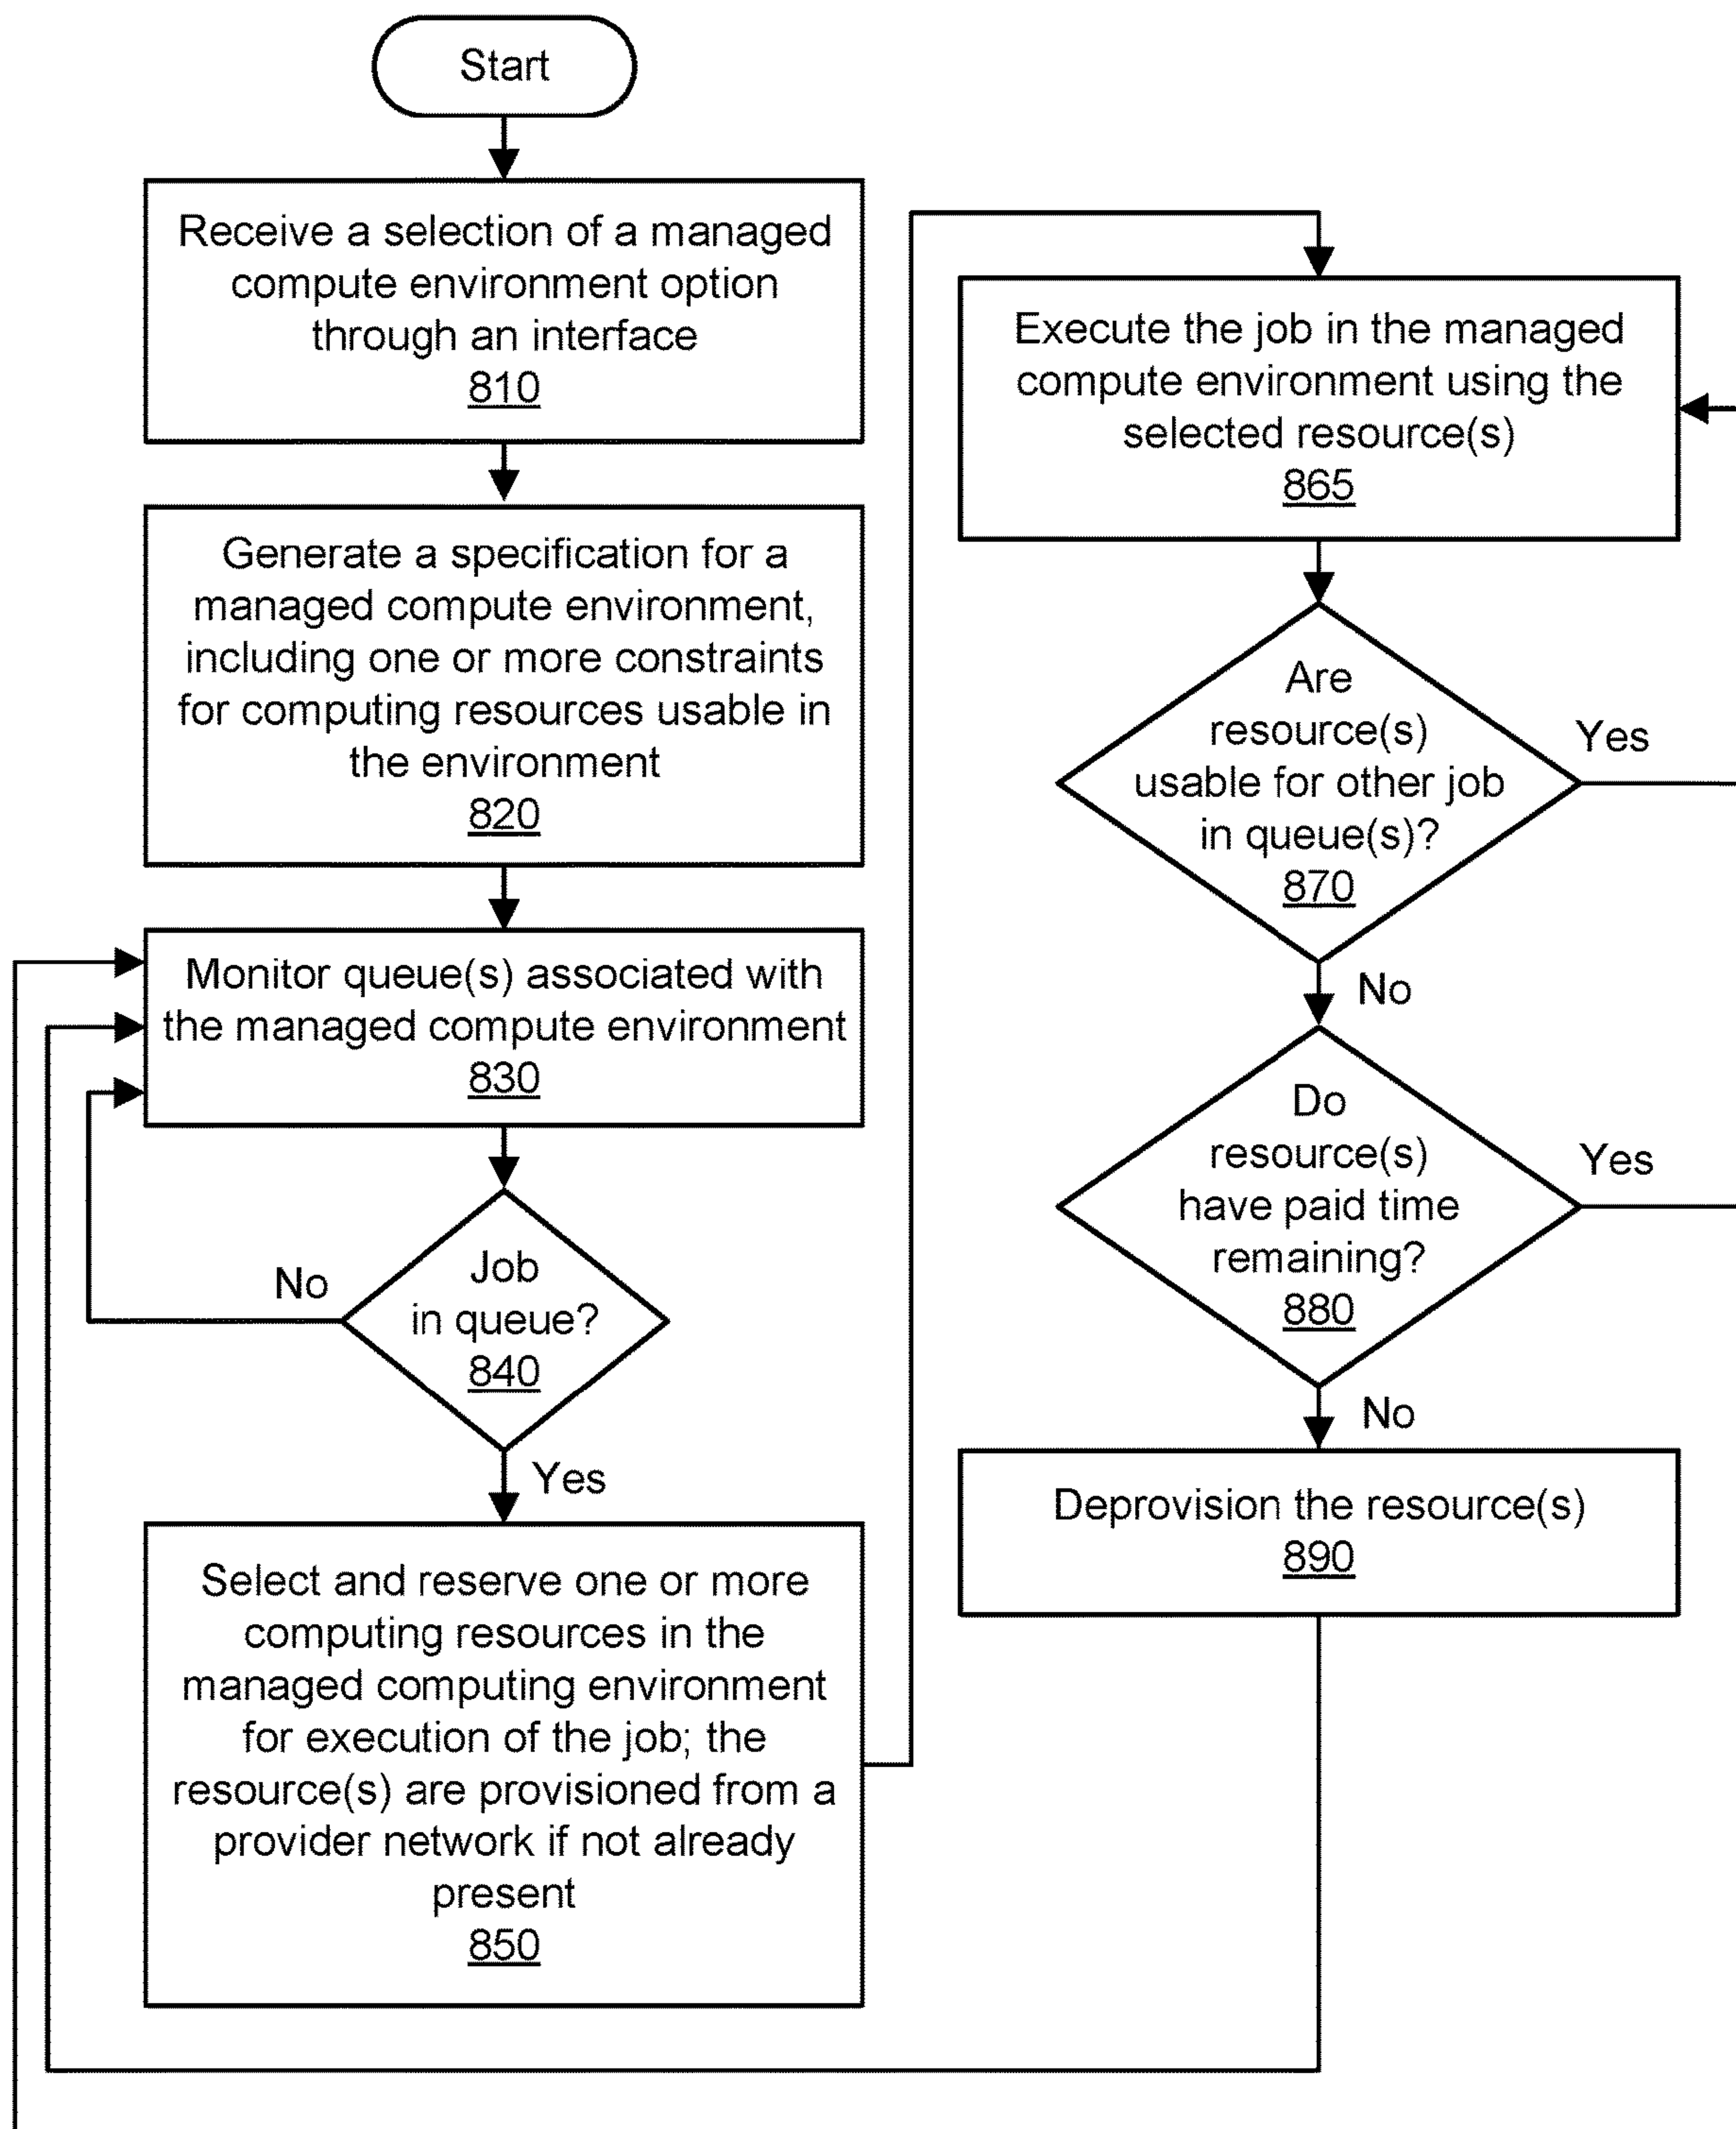 Start
Receive a selection of a managed
compute environment option
through an interface
810
Generate a specification for a
managed compute environment,
including one or more constraints
for computing resources usable in
the environment
820
Monitor queue(s) associated with
the managed compute environment
830
Job
in queue?
840
No
Yes
Select and reserve one or more
computing resources in the
managed computing environment
for execution of the job; the
resource(s) are provisioned from a
provider network if not already
present
850
Execute the job in the managed
compute environment using the
selected resource(s)
865
Are
resource(s)
usable for other job
in queue(s)?
870
Yes
No
Do
resource(s)
have paid time
remaining?
880
Yes
No
Deprovision the resource(s)
890